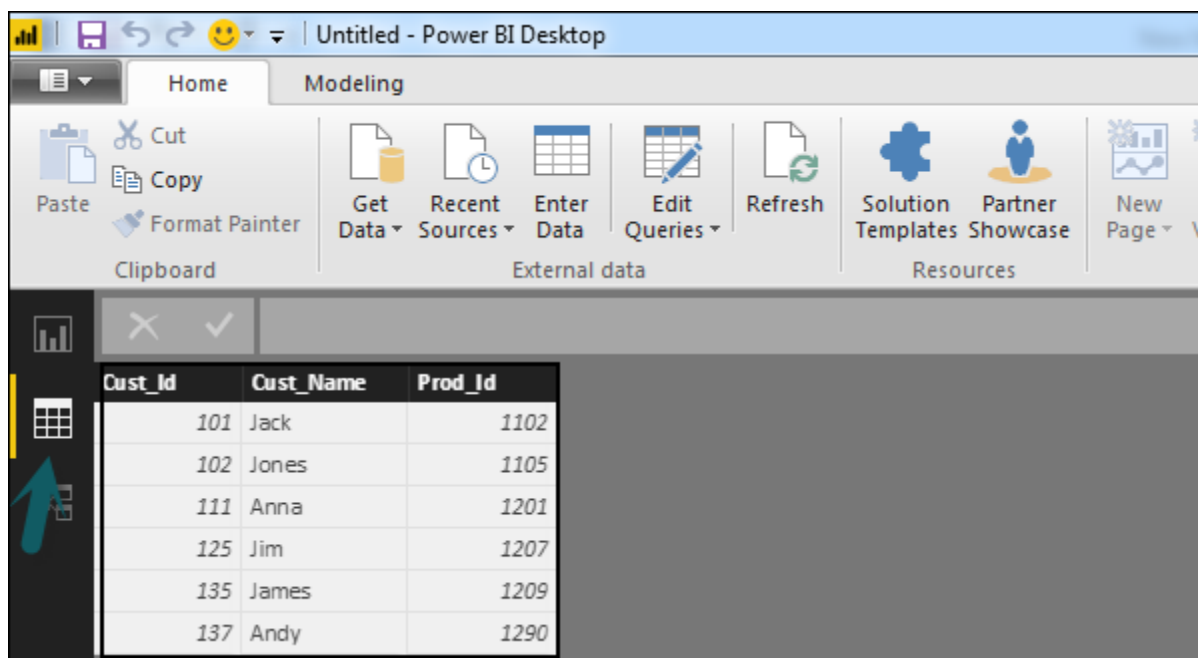 Untitled - Power BI Desktop
Home Modeling
Paste
Cut
Copy
Format Painter
Clipboard
Get Data
Recent Sources
Enter Data
Edit Queries
Refresh
External data
Solution Templates
Partner Showcase
Resources
New Page
Cust_Id Cust_Name Prod_Id
101 Jack 1102
102 Jones 1105
111 Anna 1201
125 Jim 1207
135 James 1209
137 Andy 1290